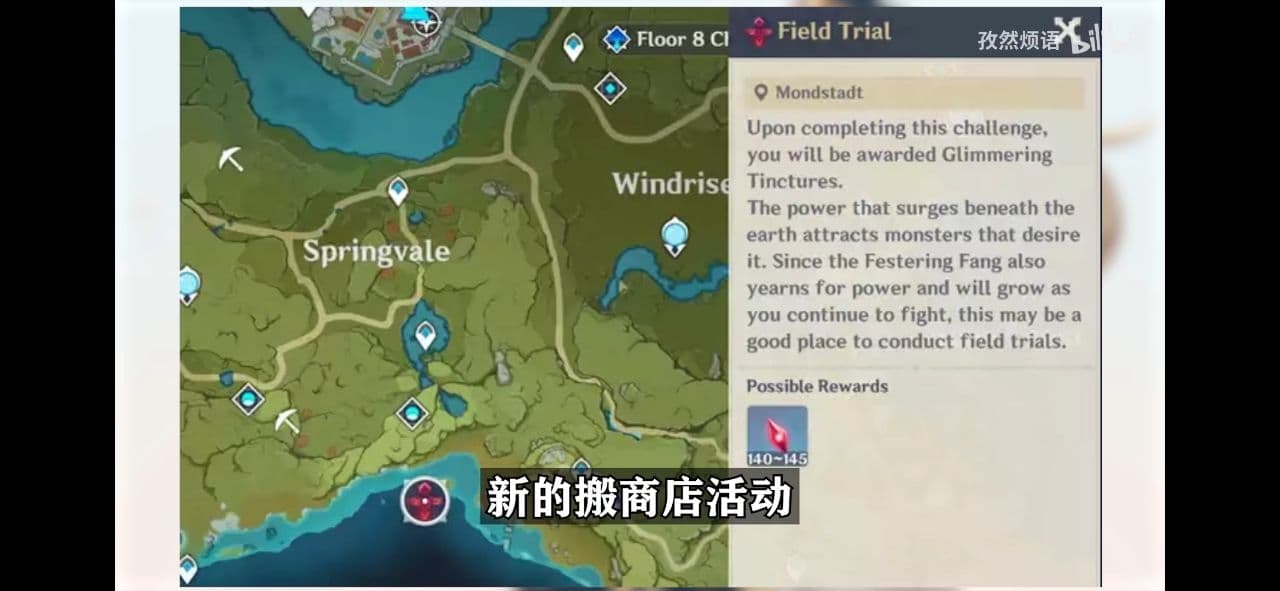 Floor 8
Field Trial
孜然烦语
Mondstadt
Upon completing this challenge,
you will be awarded Glimmering
Tinctures.
The power that surges beneath the
earth attracts monsters that desire
it. Since the Festering Fang also
yearns for power and will grow as
you continue to fight, this may be a
good place to conduct field trials.
Possible Rewards
140~145
Springvale
新的搬商店活动